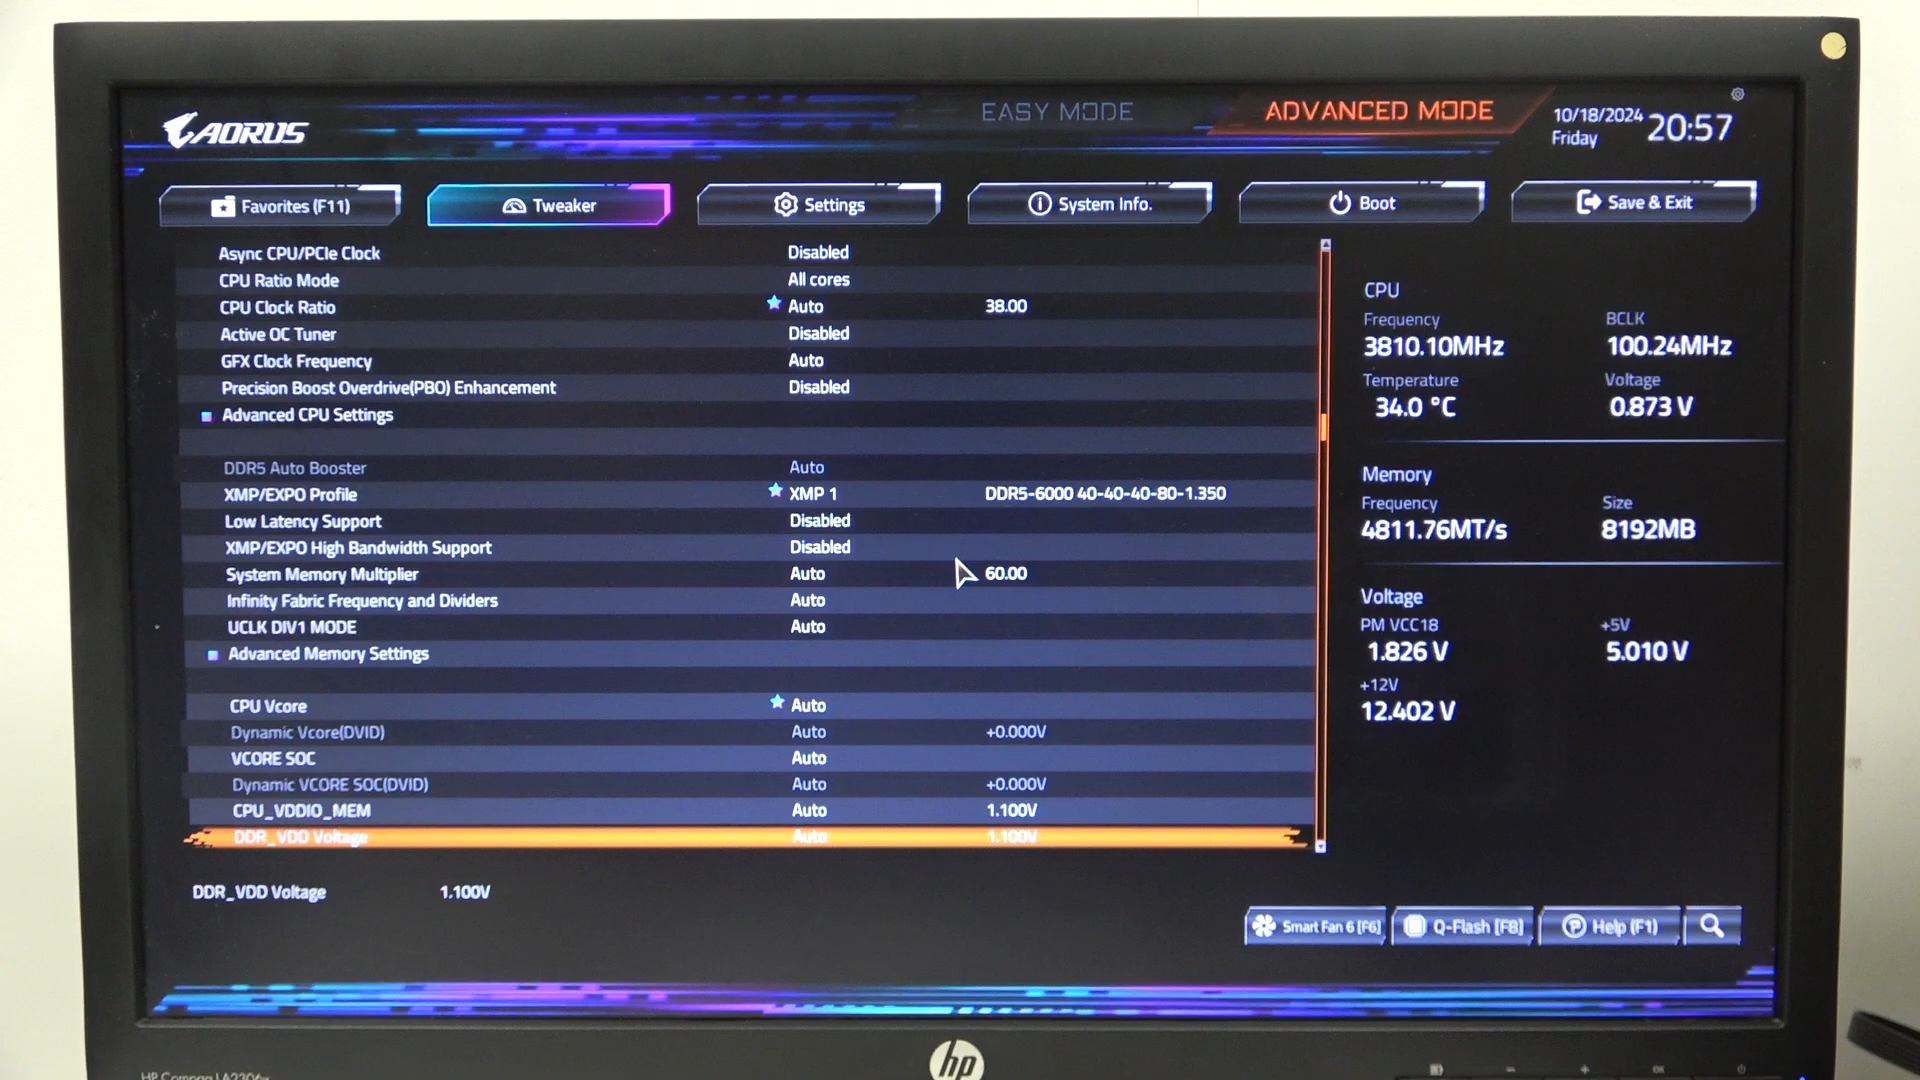 AORUS
EASY MODE
ADVANCED MODE
10/18/2024
Friday
20:57
Favorites (F11)
Tweaker
Settings
System Info.
Boot
Save & Exit
Async CPU/PCIe Clock Disabled
CPU Ratio Mode All cores
CPU Clock Ratio Auto 38.00
Active OC Tuner Disabled
GFX Clock Frequency Auto
Precision Boost Overdrive(PBO) Enhancement Disabled
Advanced CPU Settings
DDR5 Auto Booster Auto
XMP/EXPO Profile XMP 1 DDR5-6000 40-40-40-80-1.350
Low Latency Support Disabled
XMP/EXPO High Bandwidth Support Disabled
System Memory Multiplier Auto 60.00
Infinity Fabric Frequency and Dividers Auto
UCLK DIV1 MODE Auto
Advanced Memory Settings
CPU Vcore Auto
Dynamic Vcore(DVID) Auto +0.000V
VCORE SOC Auto
Dynamic VCORE SOC(DVID) Auto +0.000V
CPU_VDDIO_MEM Auto 1.100V
DDR_VDD Voltage Auto 1.100V
CPU
Frequency BCLK
3810.10MHz 100.24MHz
Temperature Voltage
34.0 °C 0.873 V
Memory
Frequency Size
4811.76MT/s 8192MB
Voltage
PM VCC18 +5V
1.826 V 5.010 V
+12V
12.402 V
DDR_VDD Voltage 1.100V
Smart Fan 6 [F6]
Q-Flash [F8]
Help (F1)
hp
HP Compaq LA2206